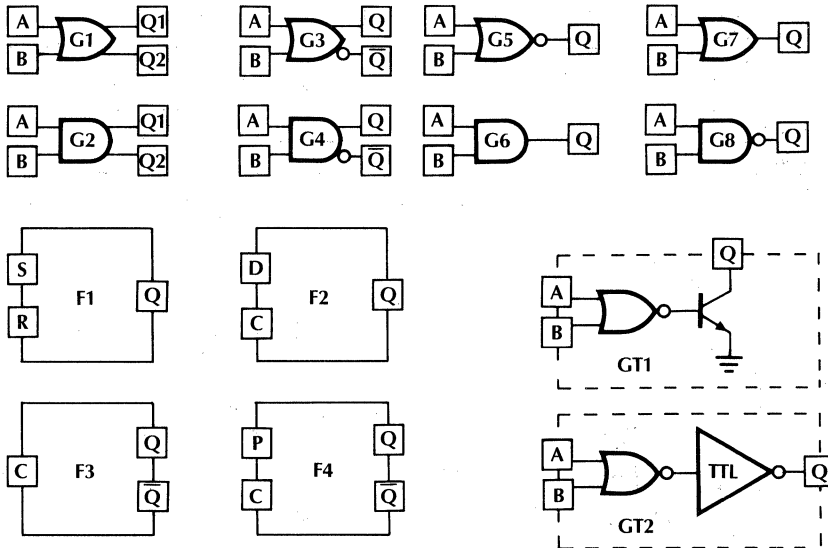 A G1 Q1 A G3 Q A G5 Q A G7 Q
B Q2 B Q̅ B B
A G2 Q1 A G4 Q A G6 Q A G8 Q
B Q2 B Q̅ B B
S F1 Q D F2 Q
R C
Q
A
B
GT1
C F3 Q P F4 Q
Q̅ C Q̅
A TTL Q
B
GT2